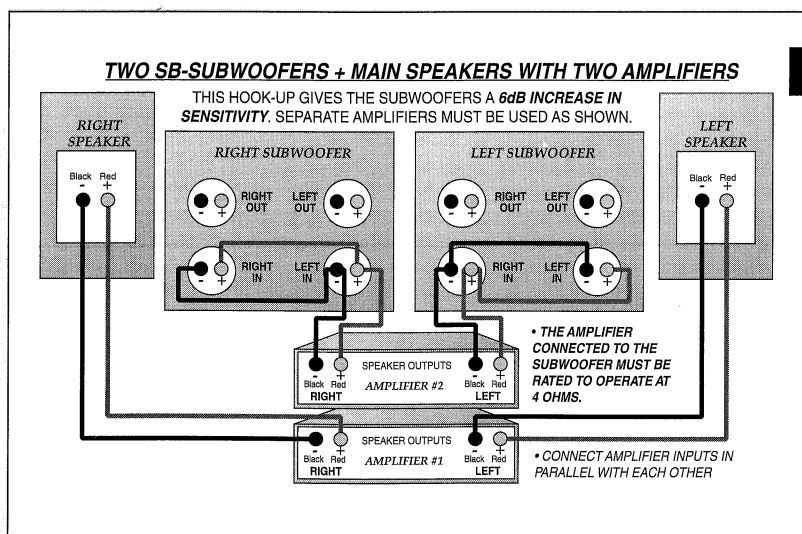 TWO SB-SUBWOOFERS + MAIN SPEAKERS WITH TWO AMPLIFIERS
THIS HOOK-UP GIVES THE SUBWOOFERS A 6dB INCREASE IN
SENSITIVITY. SEPARATE AMPLIFIERS MUST BE USED AS SHOWN.
RIGHT
SPEAKER
Black Red
- +
RIGHT SUBWOOFER
- + RIGHT OUT LEFT OUT - +
- + RIGHT IN LEFT IN - +
LEFT SUBWOOFER
- + RIGHT OUT LEFT OUT - +
- + RIGHT IN LEFT IN - +
LEFT
SPEAKER
Black Red
- +
• THE AMPLIFIER
CONNECTED TO THE
SUBWOOFER MUST BE
RATED TO OPERATE AT
4 OHMS.
SPEAKER OUTPUTS
- + - +
Black Red AMPLIFIER #2 Black Red
RIGHT LEFT
SPEAKER OUTPUTS
- + - +
Black Red AMPLIFIER #1 Black Red
RIGHT LEFT
• CONNECT AMPLIFIER INPUTS IN
PARALLEL WITH EACH OTHER